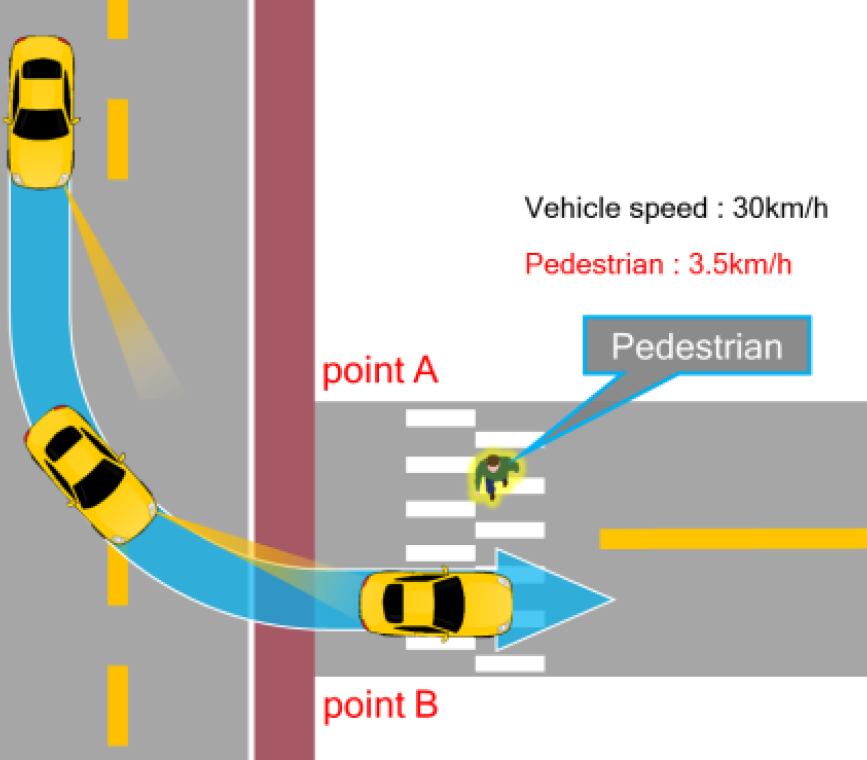 Vehicle speed : 30km/h
Pedestrian : 3.5km/h
Pedestrian
point A
point B